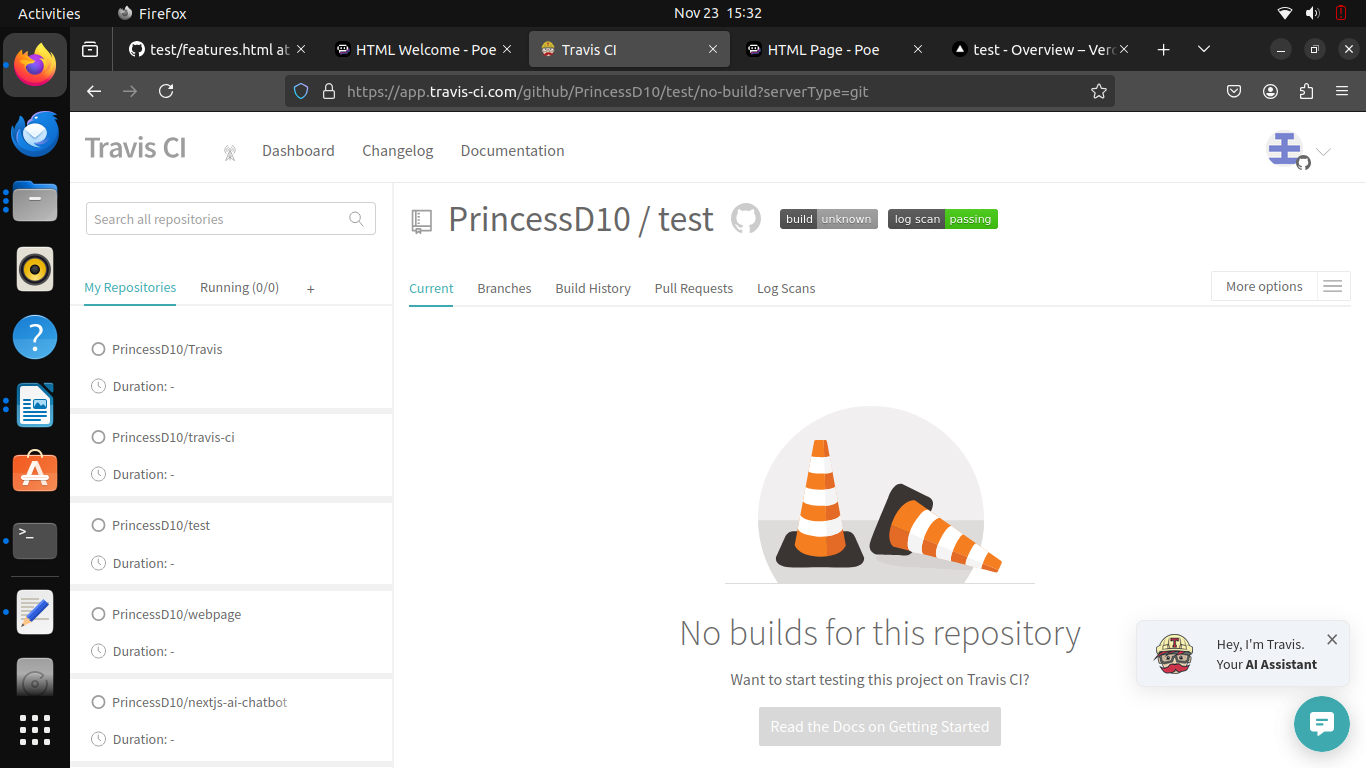 Activities
Firefox
Nov 23 15:32
test/features.html at
HTML Welcome - Poe
Travis CI
HTML Page - Poe
test - Overview – Verc
https://app.travis-ci.com/github/PrincessD10/test/no-build?serverType=git
Travis CI
Dashboard
Changelog
Documentation
Search all repositories
PrincessD10 / test
build unknown
log scan passing
My Repositories
Running (0/0)
+
Current
Branches
Build History
Pull Requests
Log Scans
More options
PrincessD10/Travis
Duration: -
PrincessD10/travis-ci
Duration: -
PrincessD10/test
Duration: -
PrincessD10/webpage
Duration: -
PrincessD10/nextjs-ai-chatbot
Duration: -
No builds for this repository
Want to start testing this project on Travis CI?
Read the Docs on Getting Started
Hey, I'm Travis.
Your AI Assistant